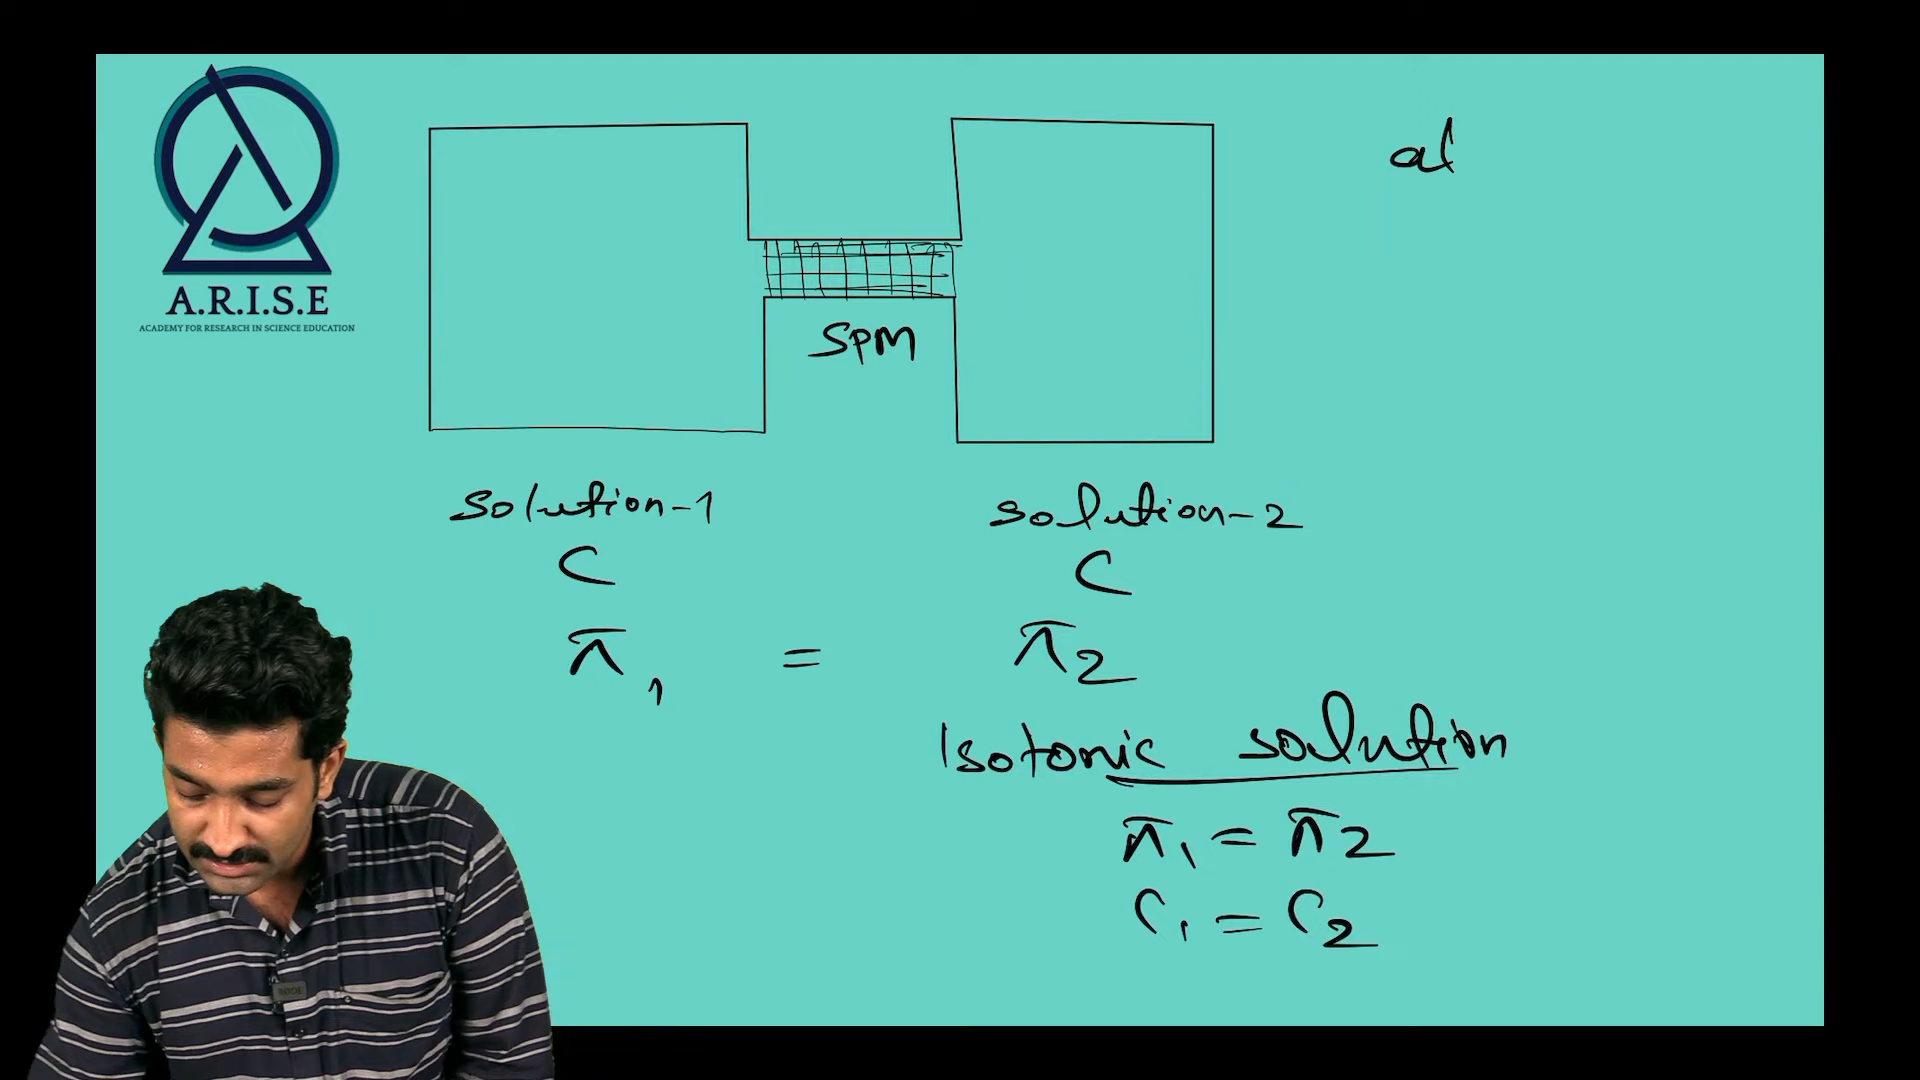 A.R.I.S.E
ACADEMY FOR RESEARCH IN SCIENCE EDUCATION
al
SPM
Solution-1
Solution-2
C
C
π1 = π2
Isotonic solution
π1 = π2
C1 = C2